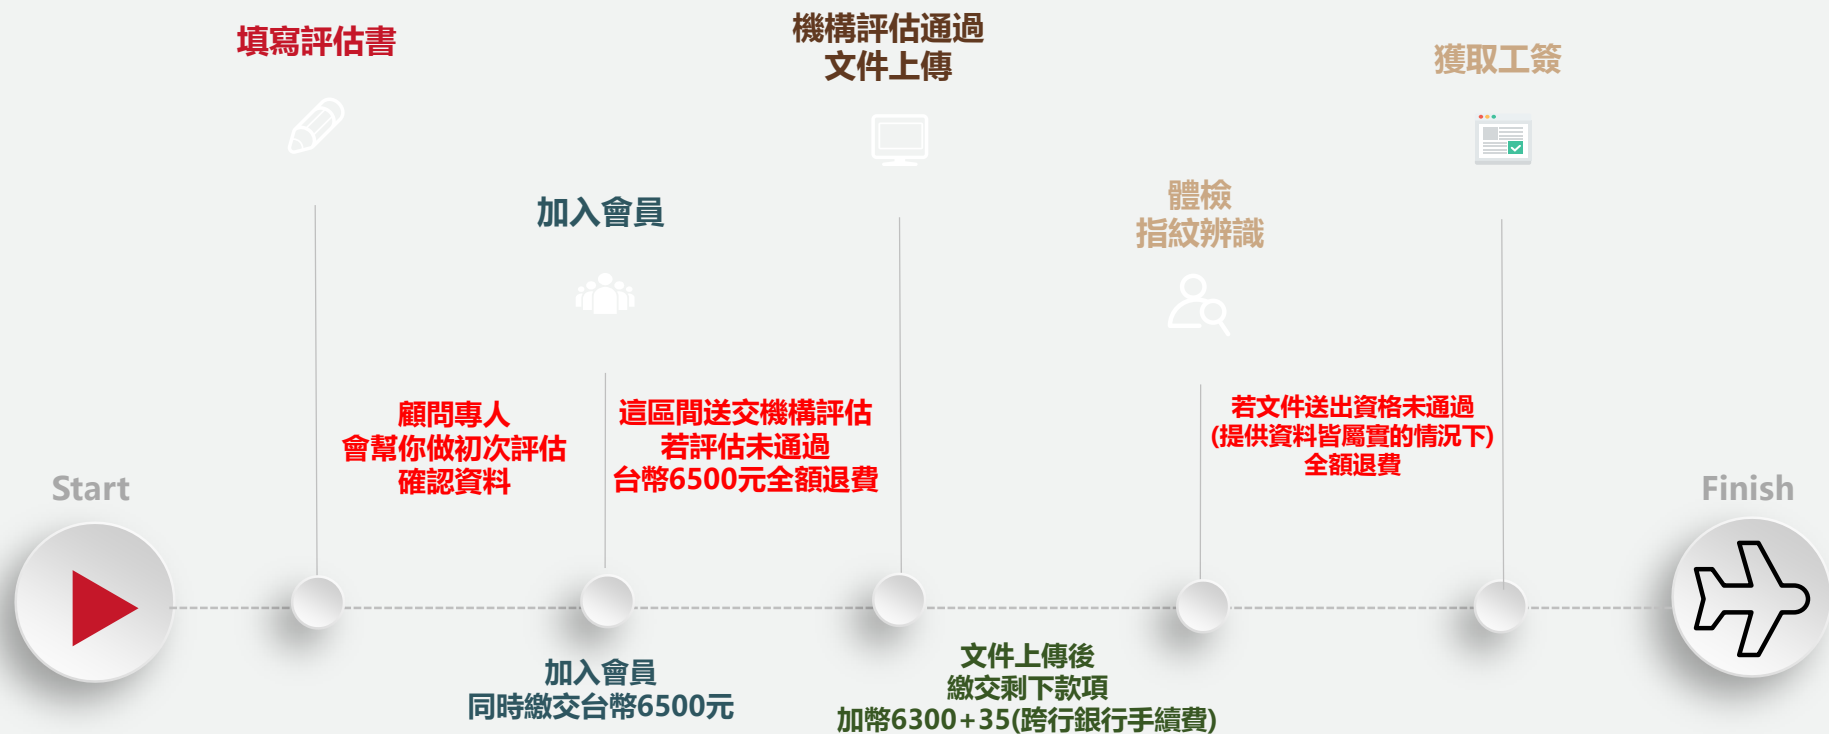 填寫評估書
機構評估通過
文件上傳
獲取工簽
加入會員
體檢
指紋辨識
顧問專人
會幫你做初次評估
確認資料
這區間送交機構評估
若評估未通過
台幣6500元全額退費
若文件送出資格未通過
(提供資料皆屬實的情況下)
全額退費
Start
Finish
加入會員
同時繳交台幣6500元
文件上傳後
繳交剩下款項
加幣6300+35(跨行銀行手續費)